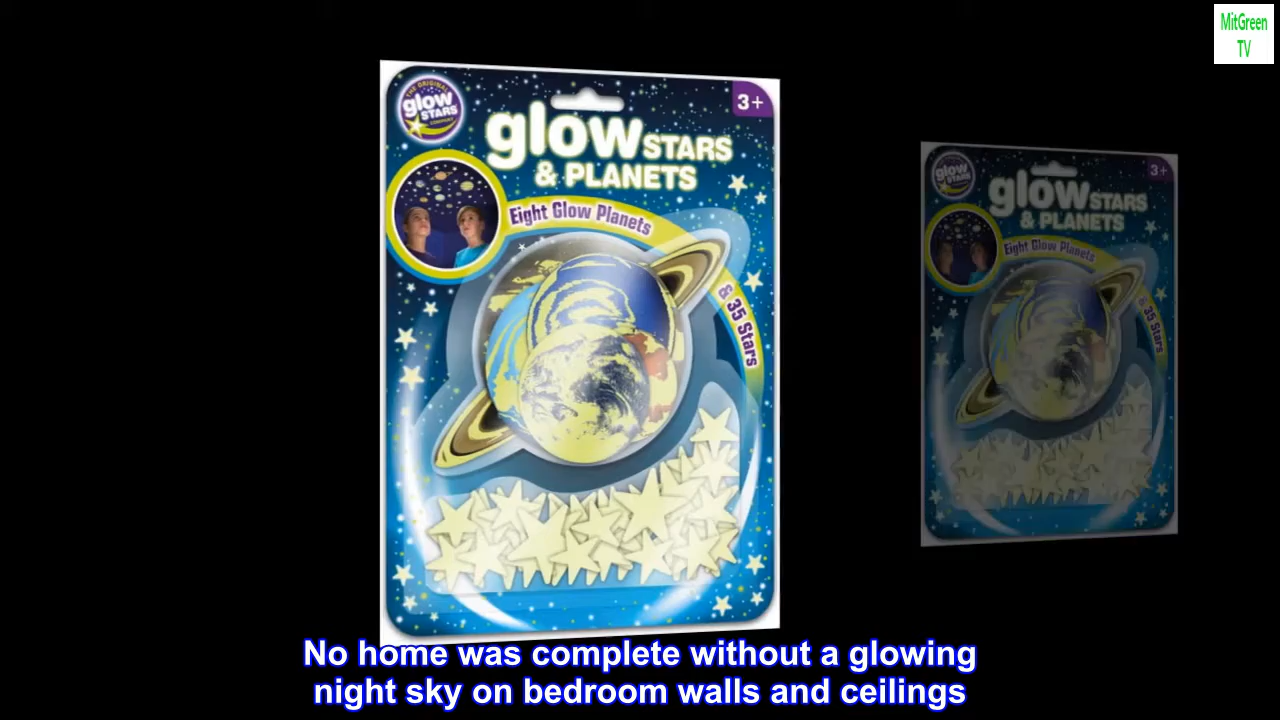 MitGreen
TV
THE ORIGINAL
glow
STARS
COMPANY
3+
glow STARS
& PLANETS
Eight Glow Planets
& 35 Stars
glow
STARS
3+
glow STARS
& PLANETS
Eight Glow Planets
& 35 Stars
No home was complete without a glowing
night sky on bedroom walls and ceilings